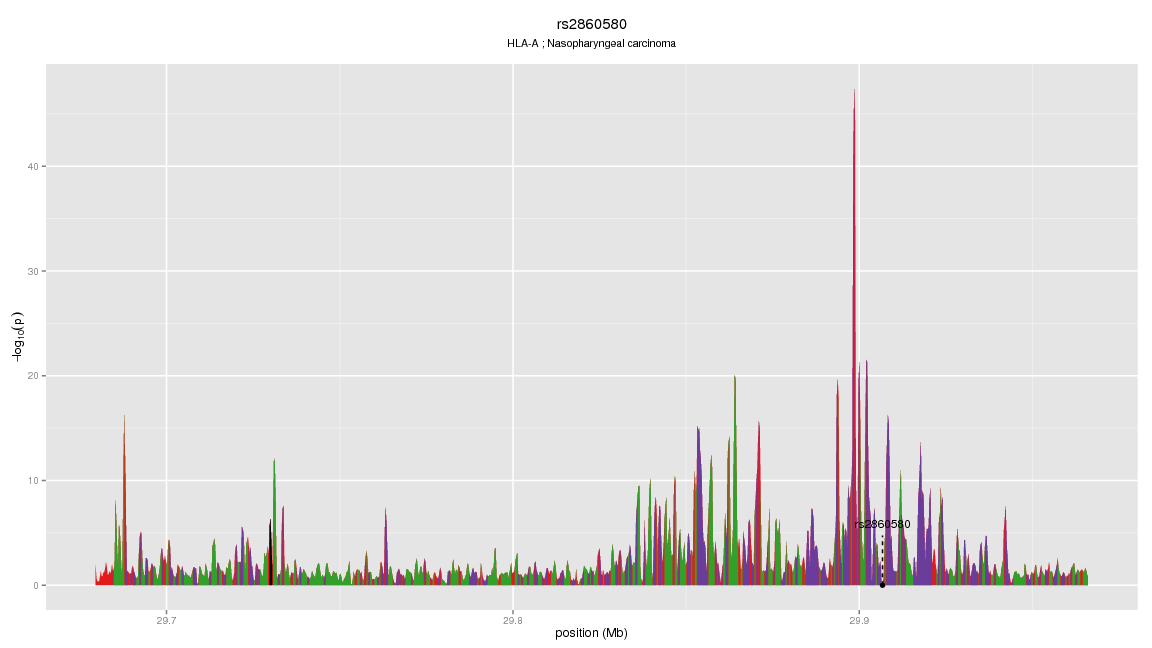 rs2860580
HLA-A ; Nasopharyngeal carcinoma
40
30
20
10
0
−log10(p)
rs2860580
29.7
29.8
29.9
position (Mb)